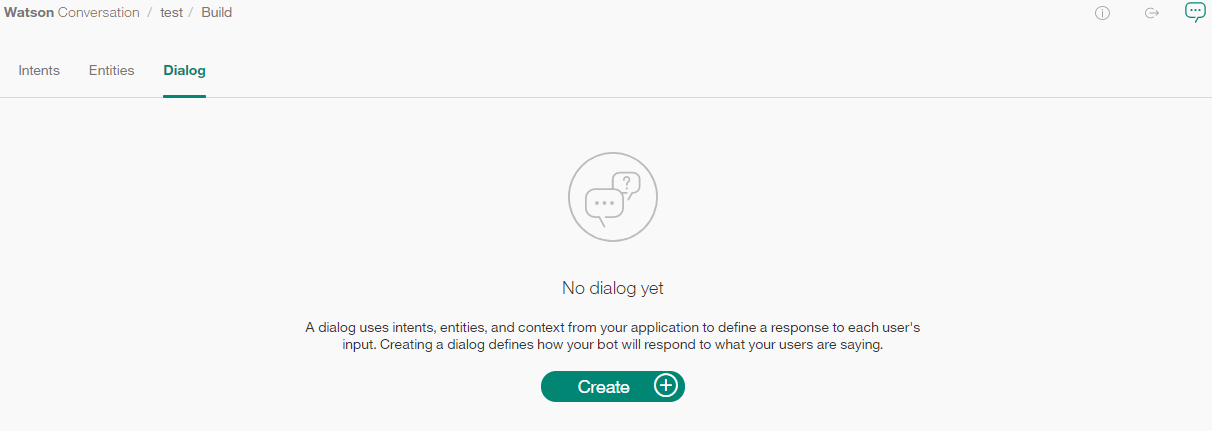 Watson Conversation / test / Build
Intents Entities Dialog
?
No dialog yet
A dialog uses intents, entities, and context from your application to define a response to each user's
input. Creating a dialog defines how your bot will respond to what your users are saying.
Create